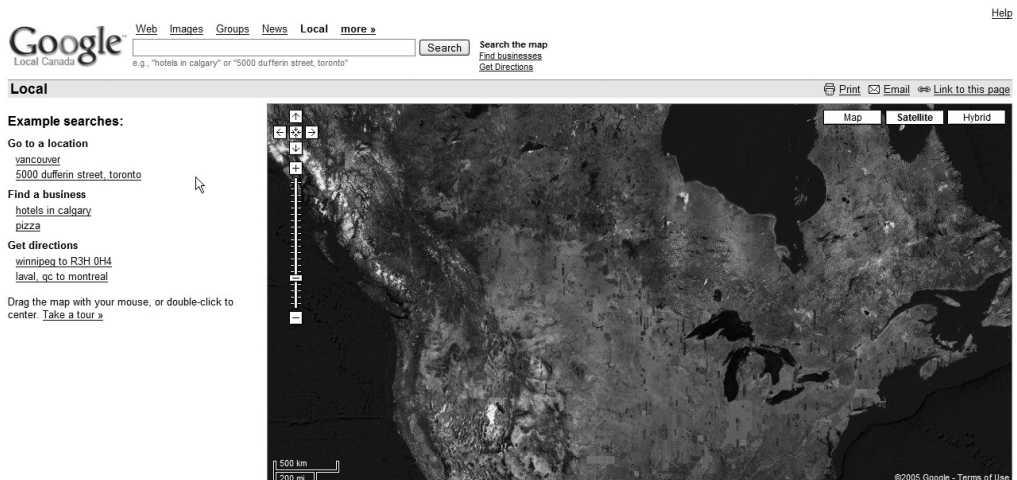 Help
Web Images Groups News Local more »
Google™
Local Canada
Search
Search the map
Find businesses
Get Directions
e.g., "hotels in calgary" or "5000 dufferin street, toronto"
Local
Print Email Link to this page
Example searches:
Go to a location
vancouver
5000 dufferin street, toronto
Find a business
hotels in calgary
pizza
Get directions
winnipeg to R3H 0H4
laval, qc to montreal
Drag the map with your mouse, or double-click to
center. Take a tour »
Map Satellite Hybrid
500 km
200 mi
©2005 Google - Terms of Use